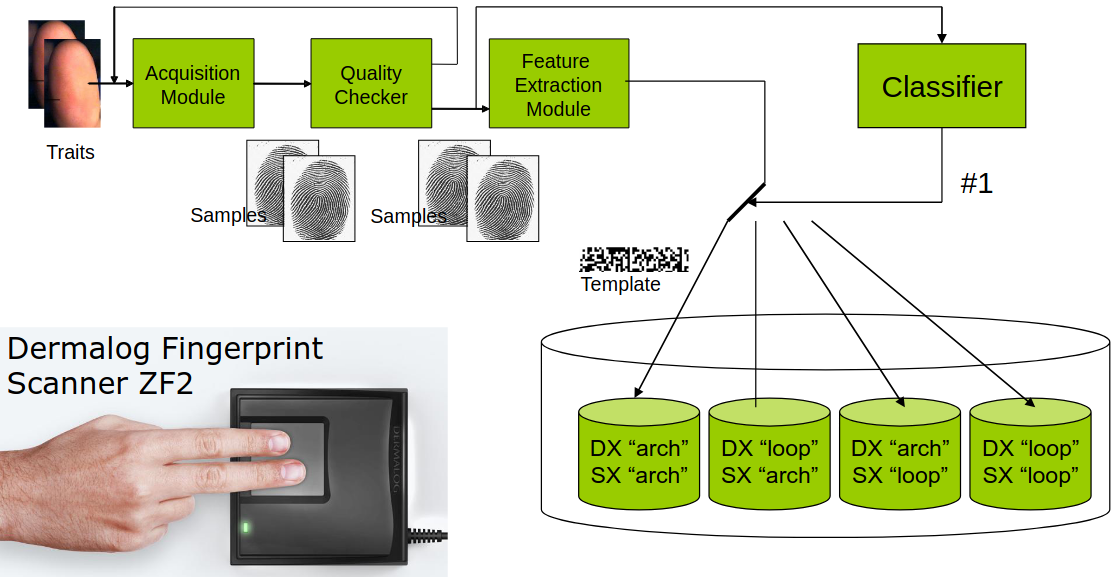 Acquisition
Module
Quality
Checker
Feature
Extraction
Module
Classifier
Traits
Samples
Samples
#1
Template
Dermalog Fingerprint
Scanner ZF2
DERMALOG
DX “arch”
SX “arch”
DX “loop”
SX “arch”
DX “arch”
SX “loop”
DX “loop”
SX “loop”